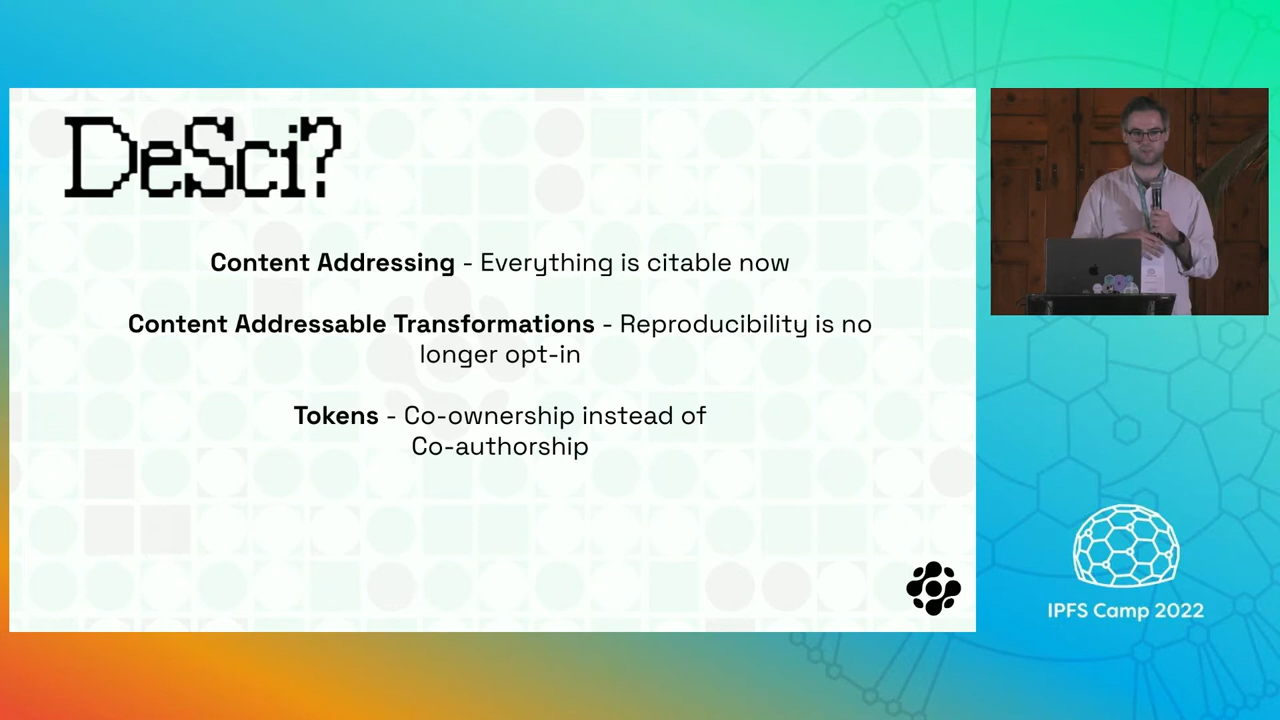 DeSci?
Content Addressing - Everything is citable now
Content Addressable Transformations - Reproducibility is no
longer opt-in
Tokens - Co-ownership instead of
Co-authorship
IPFS Camp 2022